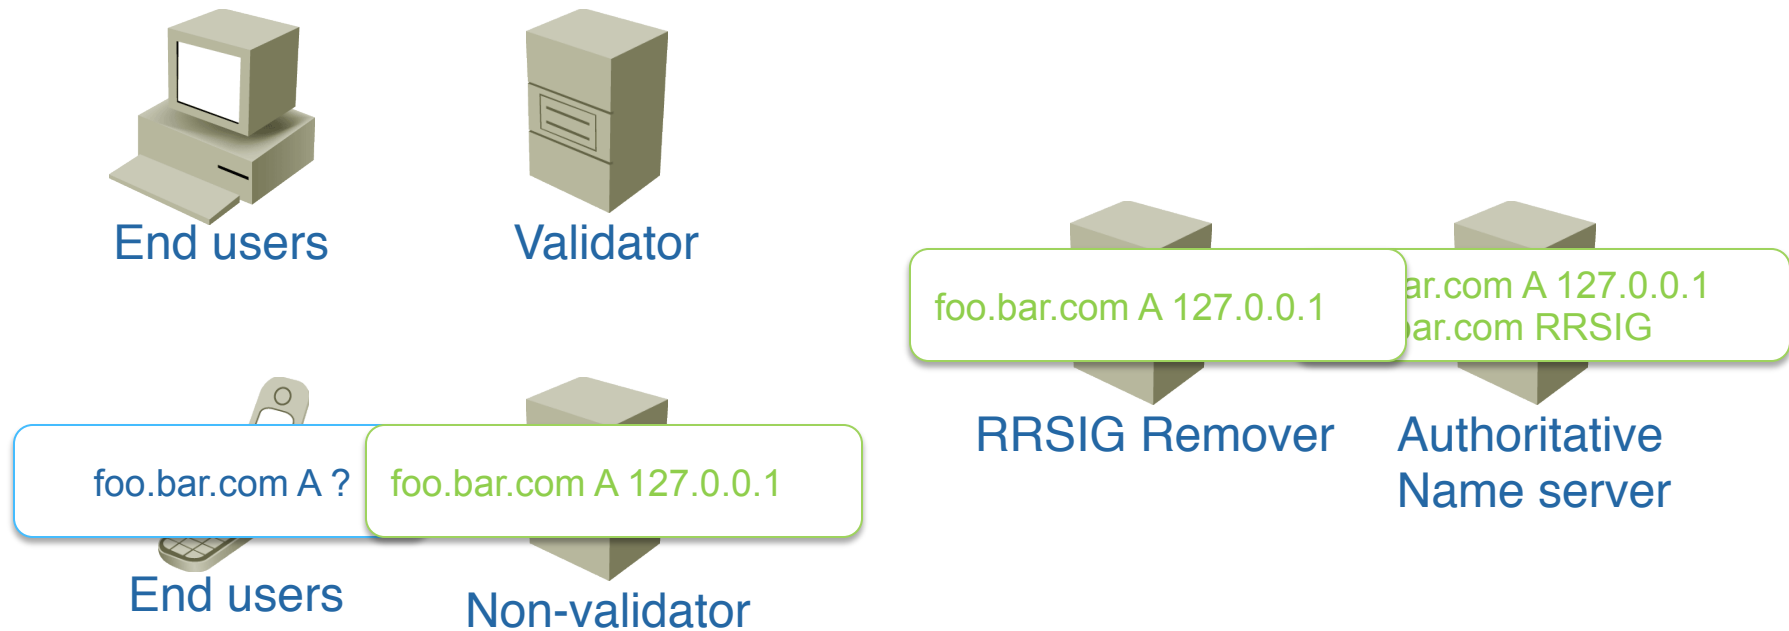 End users
Validator
foo.bar.com A 127.0.0.1
ar.com A 127.0.0.1
bar.com RRSIG
RRSIG Remover
Authoritative
Name server
foo.bar.com A ?
foo.bar.com A 127.0.0.1
End users
Non-validator